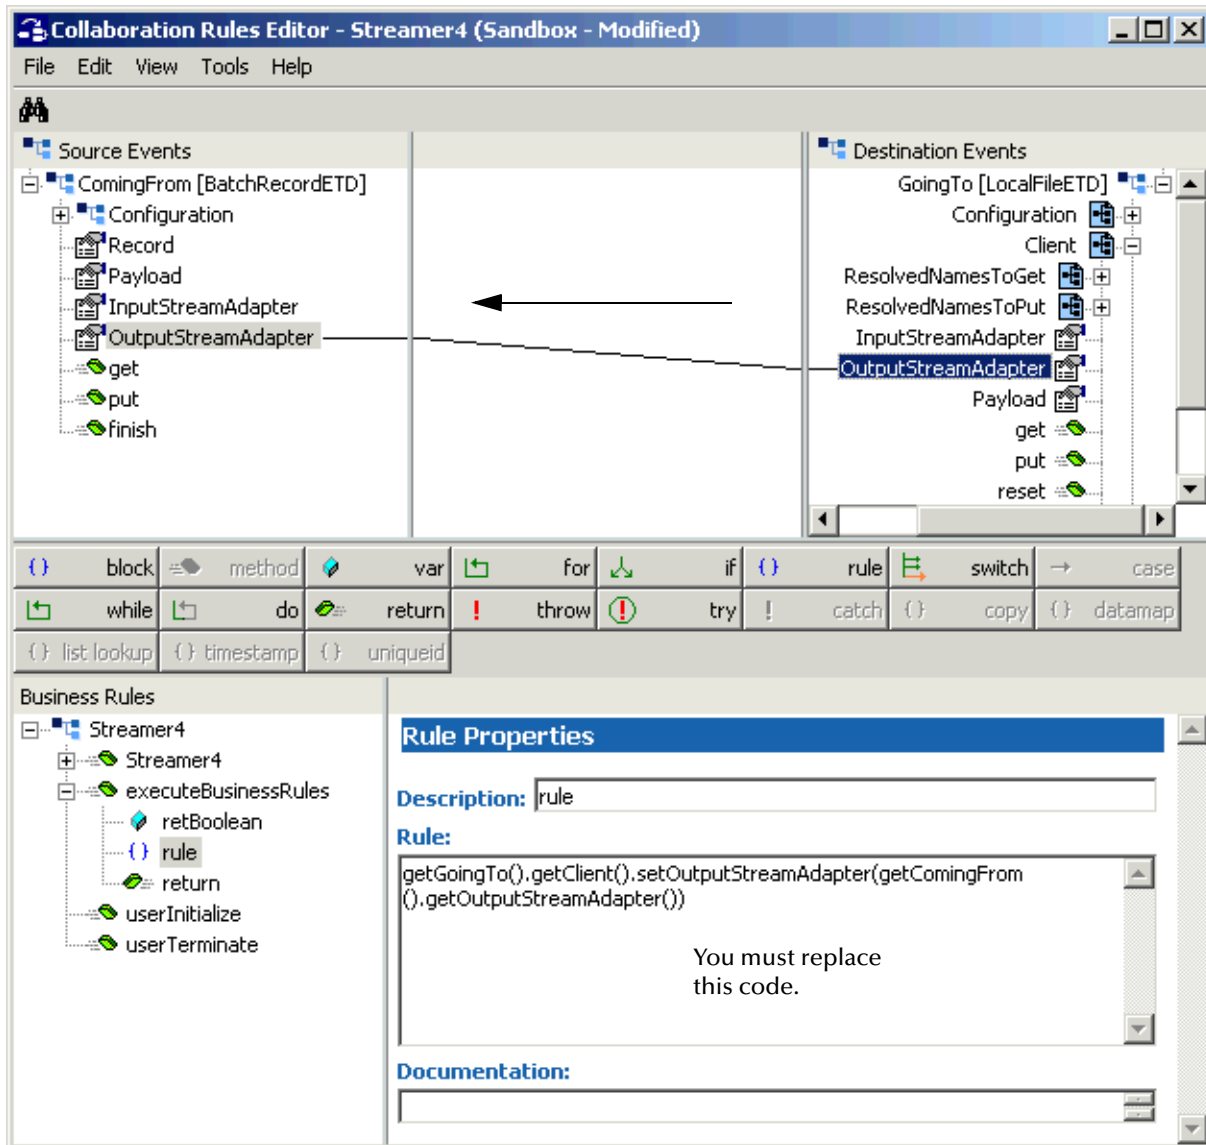 Collaboration Rules Editor - Streamer4 (Sandbox - Modified)
File Edit View Tools Help
Source Events
ComingFrom [BatchRecordETD]
Configuration
Record
Payload
InputStreamAdapter
OutputStreamAdapter
get
put
finish
Destination Events
GoingTo [LocalFileETD]
Configuration
Client
ResolvedNamesToGet
ResolvedNamesToPut
InputStreamAdapter
OutputStreamAdapter
Payload
get
put
reset
{} block method var for if {} rule switch case
while do return throw try catch {} copy {} datamap
{} list lookup {} timestamp {} uniqueid
Business Rules
Streamer4
Streamer4
executeBusinessRules
retBoolean
{} rule
return
userInitialize
userTerminate
Rule Properties
Description: rule
Rule:
getGoingTo().getClient().setOutputStreamAdapter(getComingFrom
().getOutputStreamAdapter())
You must replace
this code.
Documentation: